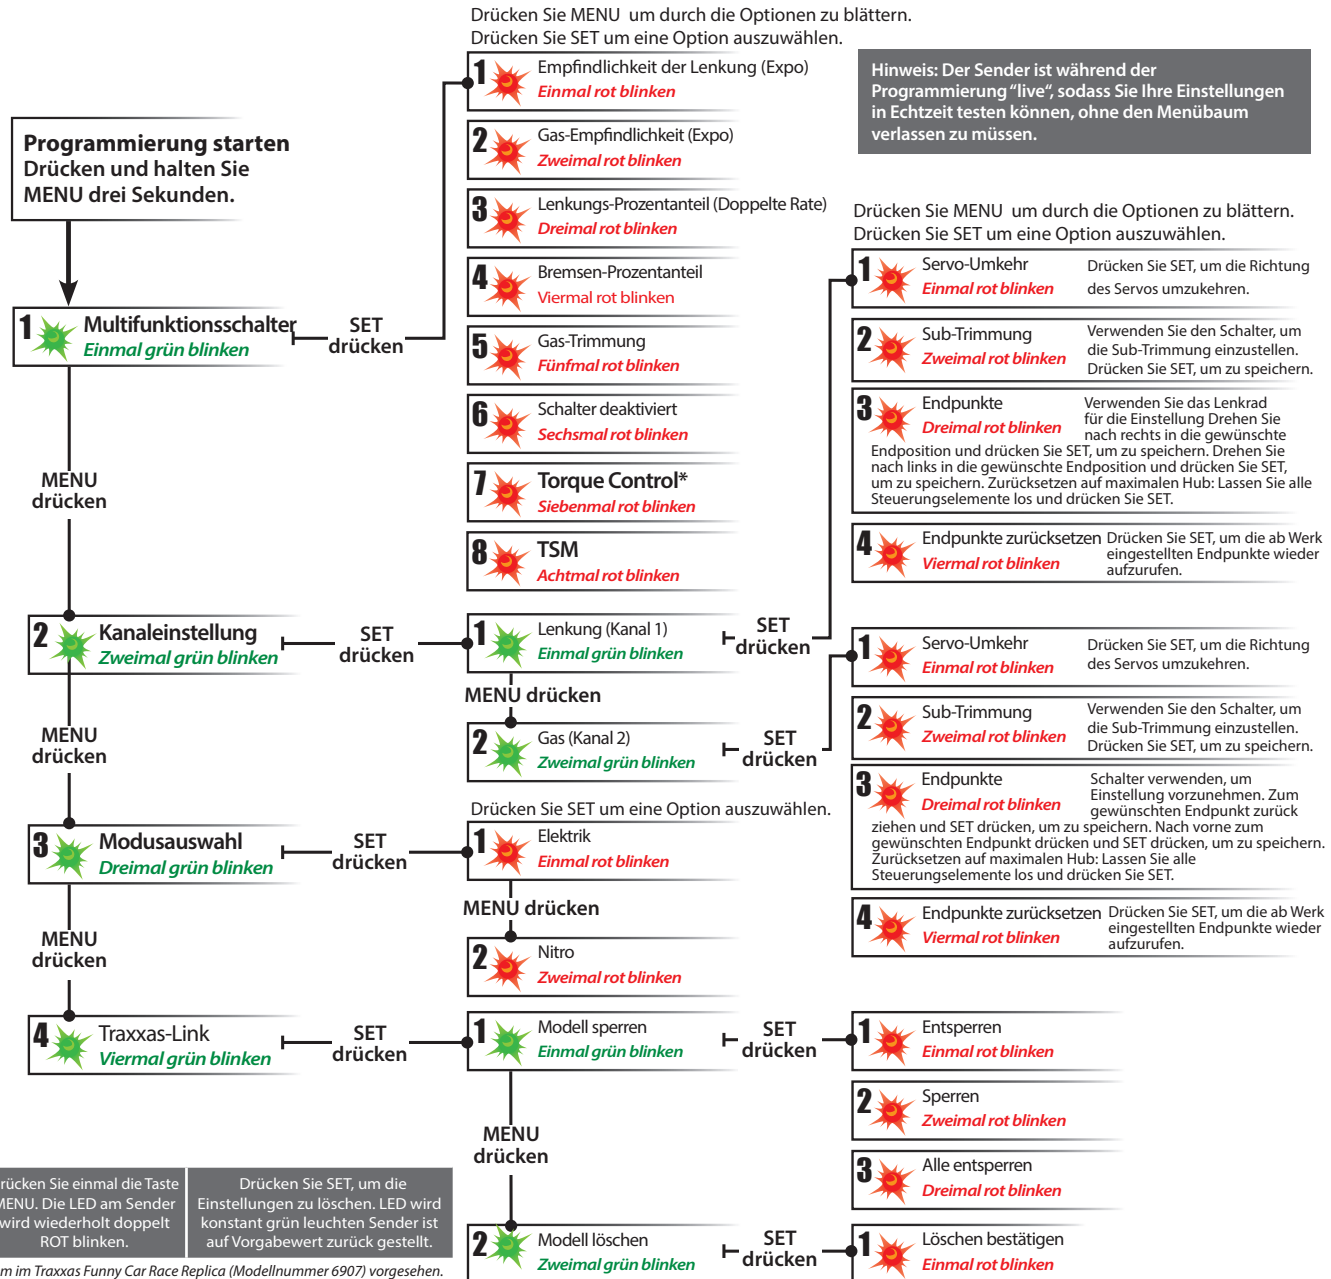 Drücken Sie MENU um durch die Optionen zu blättern.
Drücken Sie SET um eine Option auszuwählen.
Hinweis: Der Sender ist während der
Programmierung “live“, sodass Sie Ihre Einstellungen
in Echtzeit testen können, ohne den Menübaum
verlassen zu müssen.
Programmierung starten
Drücken und halten Sie
MENU drei Sekunden.
1 Multifunktionsschalter
Einmal grün blinken
SET
drücken
1 Empfindlichkeit der Lenkung (Expo)
Einmal rot blinken
2 Gas-Empfindlichkeit (Expo)
Zweimal rot blinken
3 Lenkungs-Prozentanteil (Doppelte Rate)
Dreimal rot blinken
4 Bremsen-Prozentanteil
Viermal rot blinken
5 Gas-Trimmung
Fünfmal rot blinken
6 Schalter deaktiviert
Sechsmal rot blinken
7 Torque Control*
Siebenmal rot blinken
8 TSM
Achtmal rot blinken
MENU
drücken
2 Kanaleinstellung
Zweimal grün blinken
SET
drücken
1 Lenkung (Kanal 1)
Einmal grün blinken
SET
drücken
Drücken Sie MENU um durch die Optionen zu blättern.
Drücken Sie SET um eine Option auszuwählen.
1 Servo-Umkehr
Einmal rot blinken
Drücken Sie SET, um die Richtung
des Servos umzukehren.
2 Sub-Trimmung
Zweimal rot blinken
Verwenden Sie den Schalter, um
die Sub-Trimmung einzustellen.
Drücken Sie SET, um zu speichern.
3 Endpunkte
Dreimal rot blinken
Verwenden Sie das Lenkrad
für die Einstellung Drehen Sie
nach rechts in die gewünschte
Endposition und drücken Sie SET, um zu speichern. Drehen Sie
nach links in die gewünschte Endposition und drücken Sie SET,
um zu speichern. Zurücksetzen auf maximalen Hub: Lassen Sie alle
Steuerungselemente los und drücken Sie SET.
4 Endpunkte zurücksetzen
Viermal rot blinken
Drücken Sie SET, um die ab Werk
eingestellten Endpunkte wieder
aufzurufen.
MENU drücken
2 Gas (Kanal 2)
Zweimal grün blinken
SET
drücken
1 Servo-Umkehr
Einmal rot blinken
Drücken Sie SET, um die Richtung
des Servos umzukehren.
2 Sub-Trimmung
Zweimal rot blinken
Verwenden Sie den Schalter, um
die Sub-Trimmung einzustellen.
Drücken Sie SET, um zu speichern.
3 Endpunkte
Dreimal rot blinken
Schalter verwenden, um
Einstellung vorzunehmen. Zum
gewünschten Endpunkt zurück
ziehen und SET drücken, um zu speichern. Nach vorne zum
gewünschten Endpunkt drücken und SET drücken, um zu speichern.
Zurücksetzen auf maximalen Hub: Lassen Sie alle
Steuerungselemente los und drücken Sie SET.
4 Endpunkte zurücksetzen
Viermal rot blinken
Drücken Sie SET, um die ab Werk
eingestellten Endpunkte wieder
aufzurufen.
MENU
drücken
3 Modusauswahl
Dreimal grün blinken
SET
drücken
Drücken Sie SET um eine Option auszuwählen.
1 Elektrik
Einmal rot blinken
MENU drücken
2 Nitro
Zweimal rot blinken
MENU
drücken
4 Traxxas-Link
Viermal grün blinken
SET
drücken
1 Modell sperren
Einmal grün blinken
SET
drücken
1 Entsperren
Einmal rot blinken
2 Sperren
Zweimal rot blinken
3 Alle entsperren
Dreimal rot blinken
MENU
drücken
2 Modell löschen
Zweimal grün blinken
SET
drücken
1 Löschen bestätigen
Einmal rot blinken
rücken Sie einmal die Taste
MENU. Die LED am Sender
wird wiederholt doppelt
ROT blinken.
Drücken Sie SET, um die
Einstellungen zu löschen. LED wird
konstant grün leuchten Sender ist
auf Vorgabewert zurück gestellt.
m im Traxxas Funny Car Race Replica (Modellnummer 6907) vorgesehen.